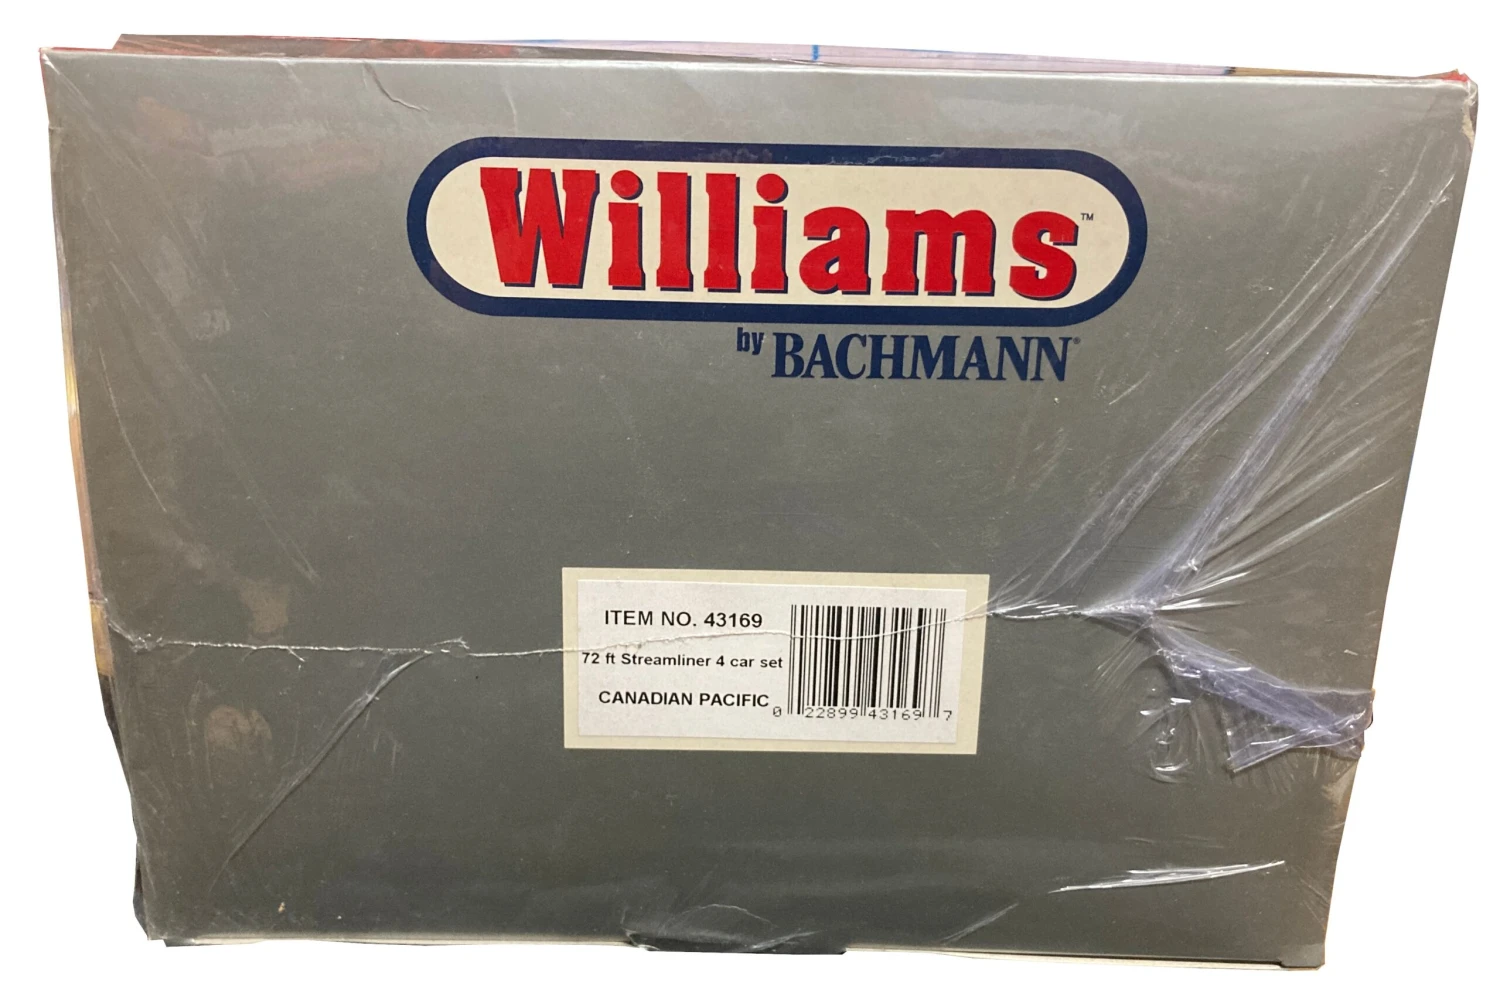 Williams™
by BACHMANN®
ITEM NO. 43169
72 ft Streamliner 4 car set
CANADIAN PACIFIC
0 22899 43169 7